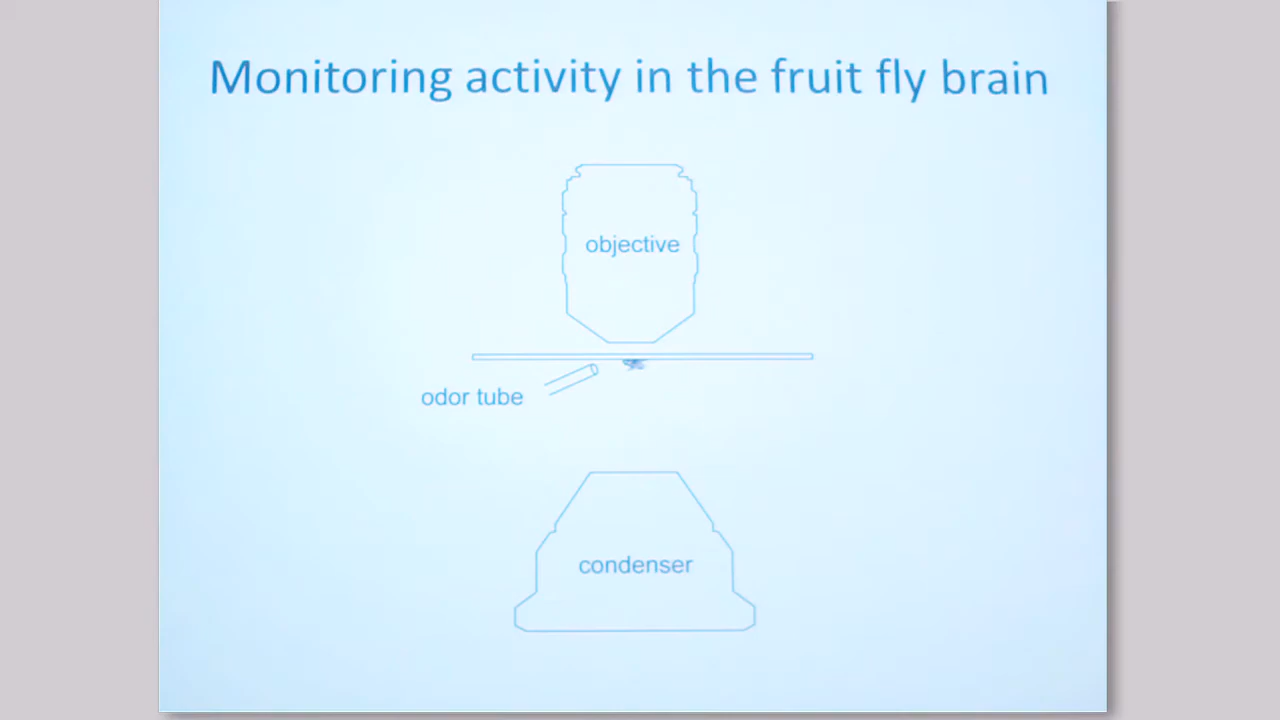 Monitoring activity in the fruit fly brain
objective
odor tube
condenser